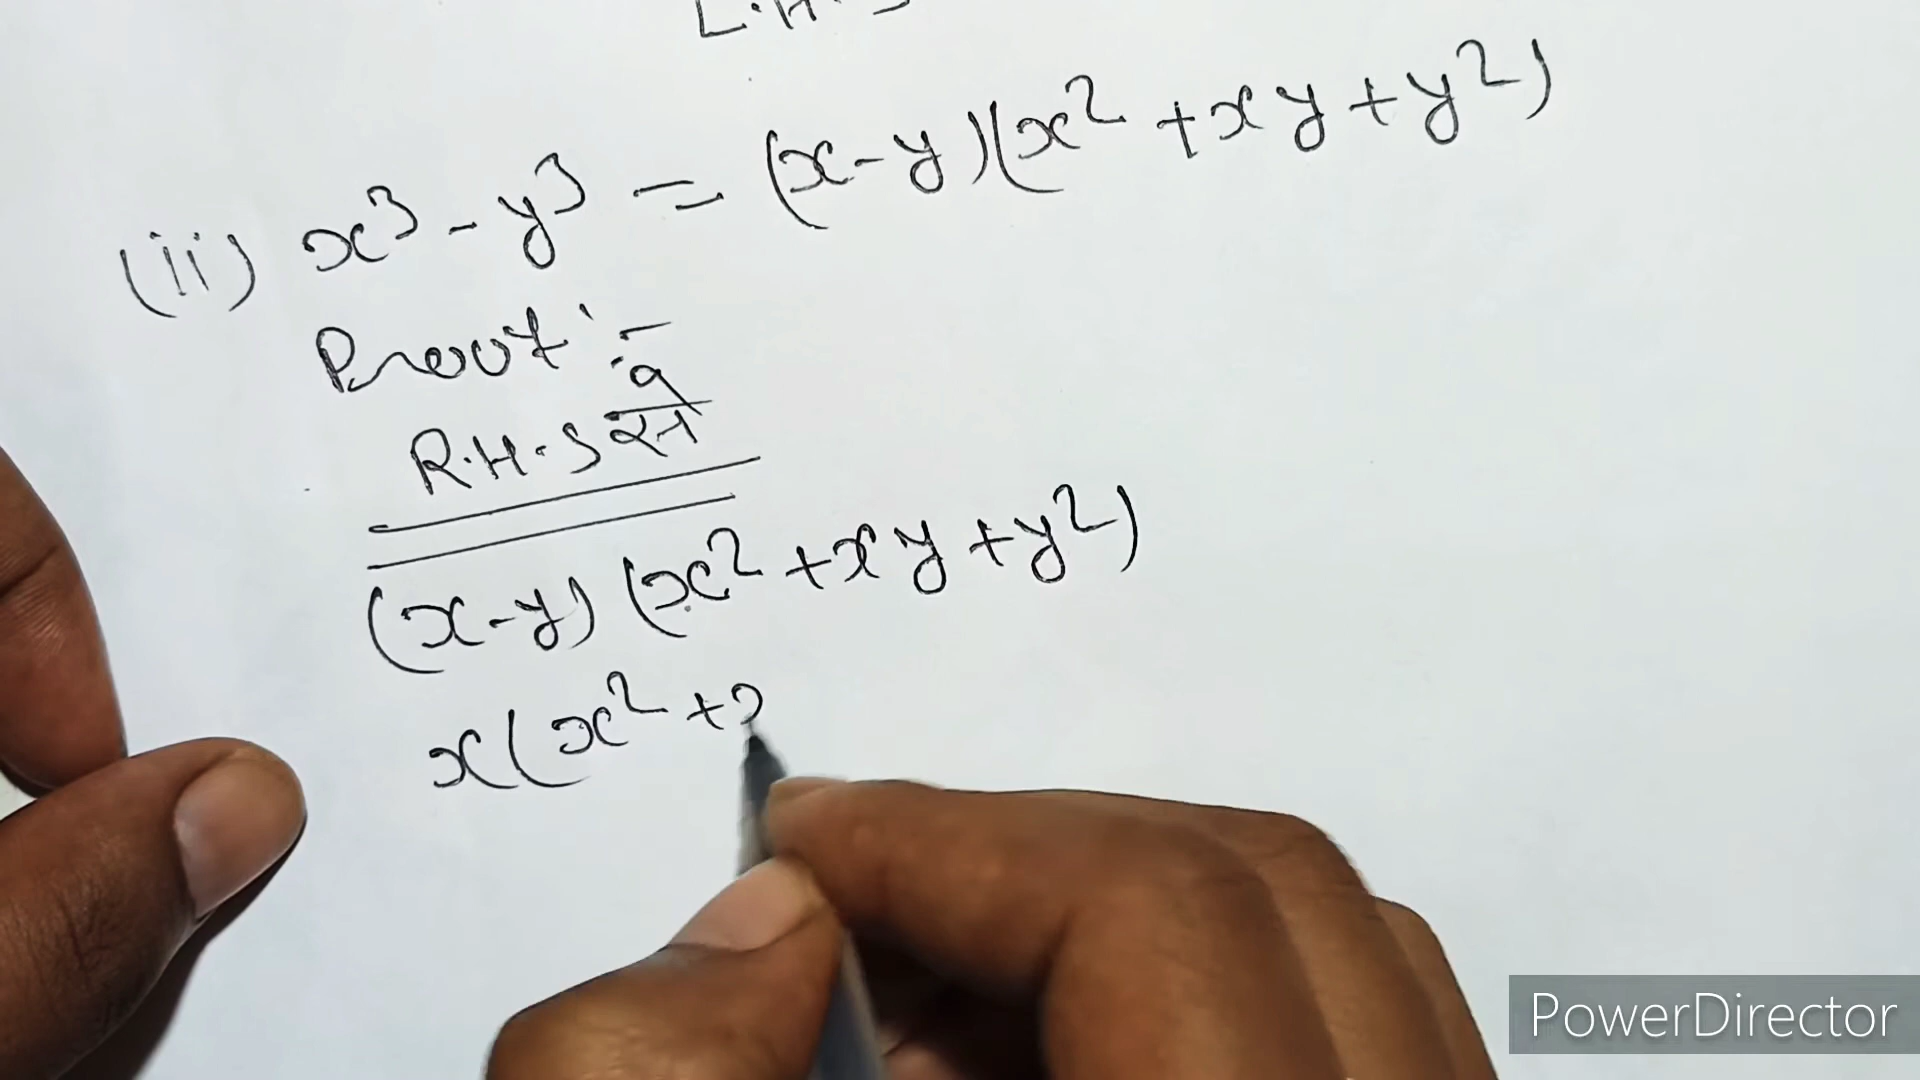 L.H.S
(ii) x³ - y³ = (x-y)(x² + xy + y²)
Proof :-
R.H.S से
(x-y) (x² + xy + y²)
x(x² +
PowerDirector